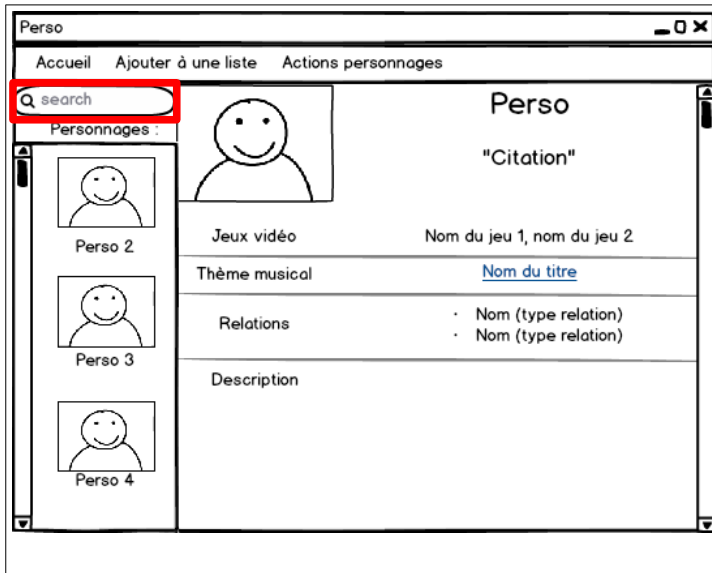 Perso
Accueil Ajouter à une liste Actions personnages
search
Personnages :
Perso 2
Perso 3
Perso 4
Perso
"Citation"
Jeux vidéo Nom du jeu 1, nom du jeu 2
Thème musical Nom du titre
Relations
· Nom (type relation)
· Nom (type relation)
Description